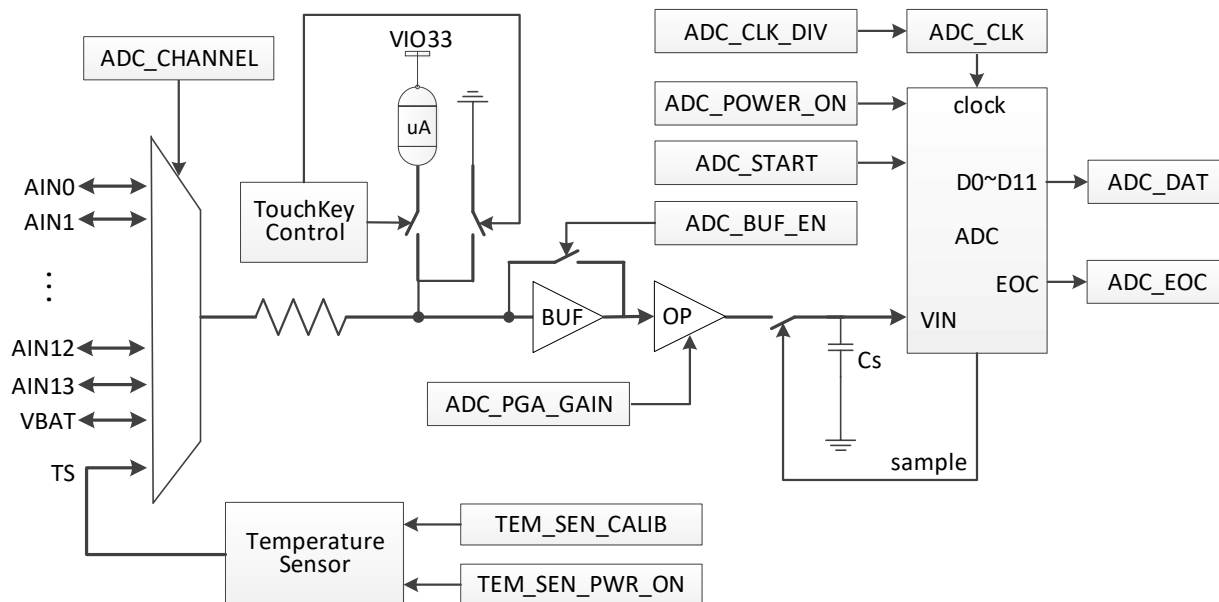 ADC_CHANNEL
VIO33
uA
ADC_CLK_DIV
ADC_CLK
ADC_POWER_ON
clock
ADC_START
AIN0
AIN1
⋮
TouchKey
Control
D0~D11
ADC_DAT
ADC_BUF_EN
ADC
EOC
ADC_EOC
BUF
OP
VIN
AIN12
AIN13
VBAT
TS
Cs
ADC_PGA_GAIN
sample
Temperature
Sensor
TEM_SEN_CALIB
TEM_SEN_PWR_ON